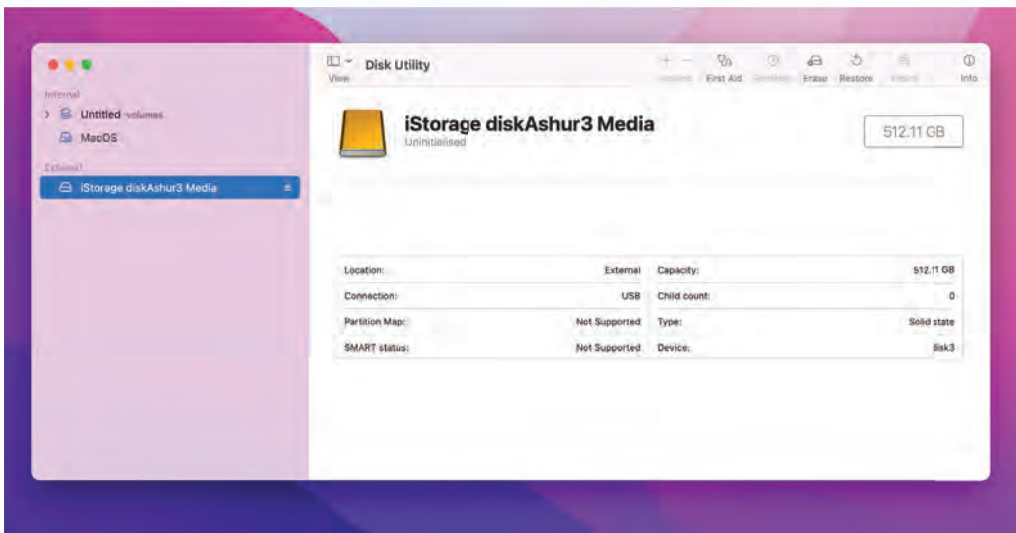 Disk Utility
View
First Aid
Erase
Restore
Info
Internal
Untitled volumes
MacOS
External
iStorage diskAshur3 Media
iStorage diskAshur3 Media
Uninitialised
512.11 GB
Location: External
Capacity: 512.11 GB
Connection: USB
Child count: 0
Partition Map: Not Supported
Type: Solid state
SMART status: Not Supported
Device: disk3